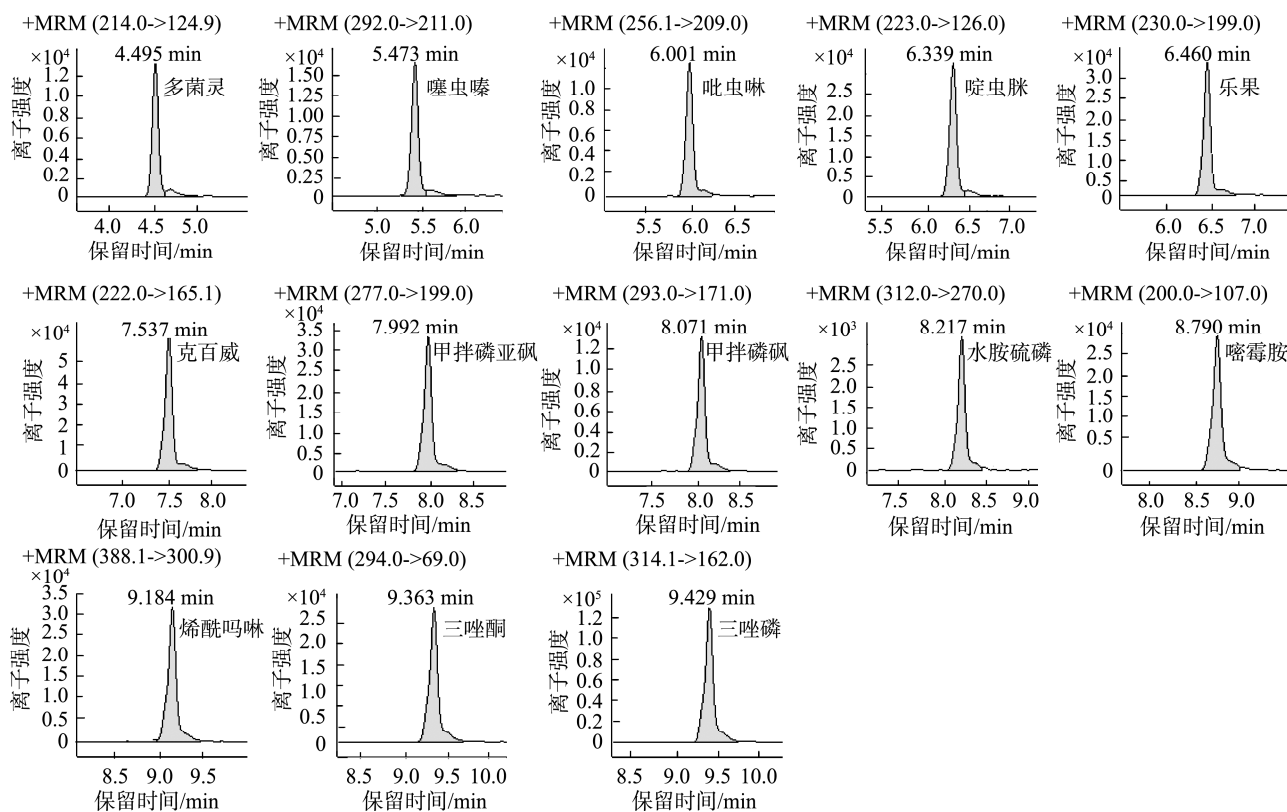 +MRM (214.0->124.9)
×10⁴
4.495 min
多菌灵
离子强度
1.2
1.0
0.8
0.6
0.4
0.2
0
4.0 4.5 5.0
保留时间/min
+MRM (292.0->211.0)
×10⁴
5.473 min
噻虫嗪
离子强度
1.50
1.25
1.00
0.75
0.50
0.25
0
5.0 5.5 6.0
保留时间/min
+MRM (256.1->209.0)
×10⁴
6.001 min
吡虫啉
离子强度
1.2
1.0
0.8
0.6
0.4
0.2
0
5.5 6.0 6.5
保留时间/min
+MRM (223.0->126.0)
×10⁴
6.339 min
啶虫脒
离子强度
2.5
2.0
1.5
1.0
0.5
0
5.5 6.0 6.5 7.0
保留时间/min
+MRM (230.0->199.0)
×10⁴
6.460 min
乐果
离子强度
3.0
2.5
2.0
1.5
1.0
0.5
0
6.0 6.5 7.0
保留时间/min
+MRM (222.0->165.1)
×10⁴
7.537 min
克百威
离子强度
5
4
3
2
1
0
7.0 7.5 8.0
保留时间/min
+MRM (277.0->199.0)
×10⁴
7.992 min
甲拌磷亚砜
离子强度
3.5
3.0
2.5
2.0
1.5
1.0
0.5
0
7.0 7.5 8.0 8.5
保留时间/min
+MRM (293.0->171.0)
×10⁴
8.071 min
甲拌磷砜
离子强度
1.2
1.0
0.8
0.6
0.4
0.2
0
7.5 8.0 8.5
保留时间/min
+MRM (312.0->270.0)
×10³
8.217 min
水胺硫磷
离子强度
2.5
2.0
1.5
1.0
0.5
0
7.5 8.0 8.5 9.0
保留时间/min
+MRM (200.0->107.0)
×10⁴
8.790 min
嘧霉胺
离子强度
2.5
2.0
1.5
1.0
0.5
0
8.0 8.5 9.0
保留时间/min
+MRM (388.1->300.9)
×10⁴
9.184 min
烯酰吗啉
离子强度
3.5
3.0
2.5
2.0
1.5
1.0
0.5
0
8.5 9.0 9.5
保留时间/min
+MRM (294.0->69.0)
×10⁴
9.363 min
三唑酮
离子强度
2.5
2.0
1.5
1.0
0.5
0
8.5 9.0 9.5 10.0
保留时间/min
+MRM (314.1->162.0)
×10⁵
9.429 min
三唑磷
离子强度
1.2
1.0
0.8
0.6
0.4
0.2
0
8.5 9.0 9.5 10.0
保留时间/min